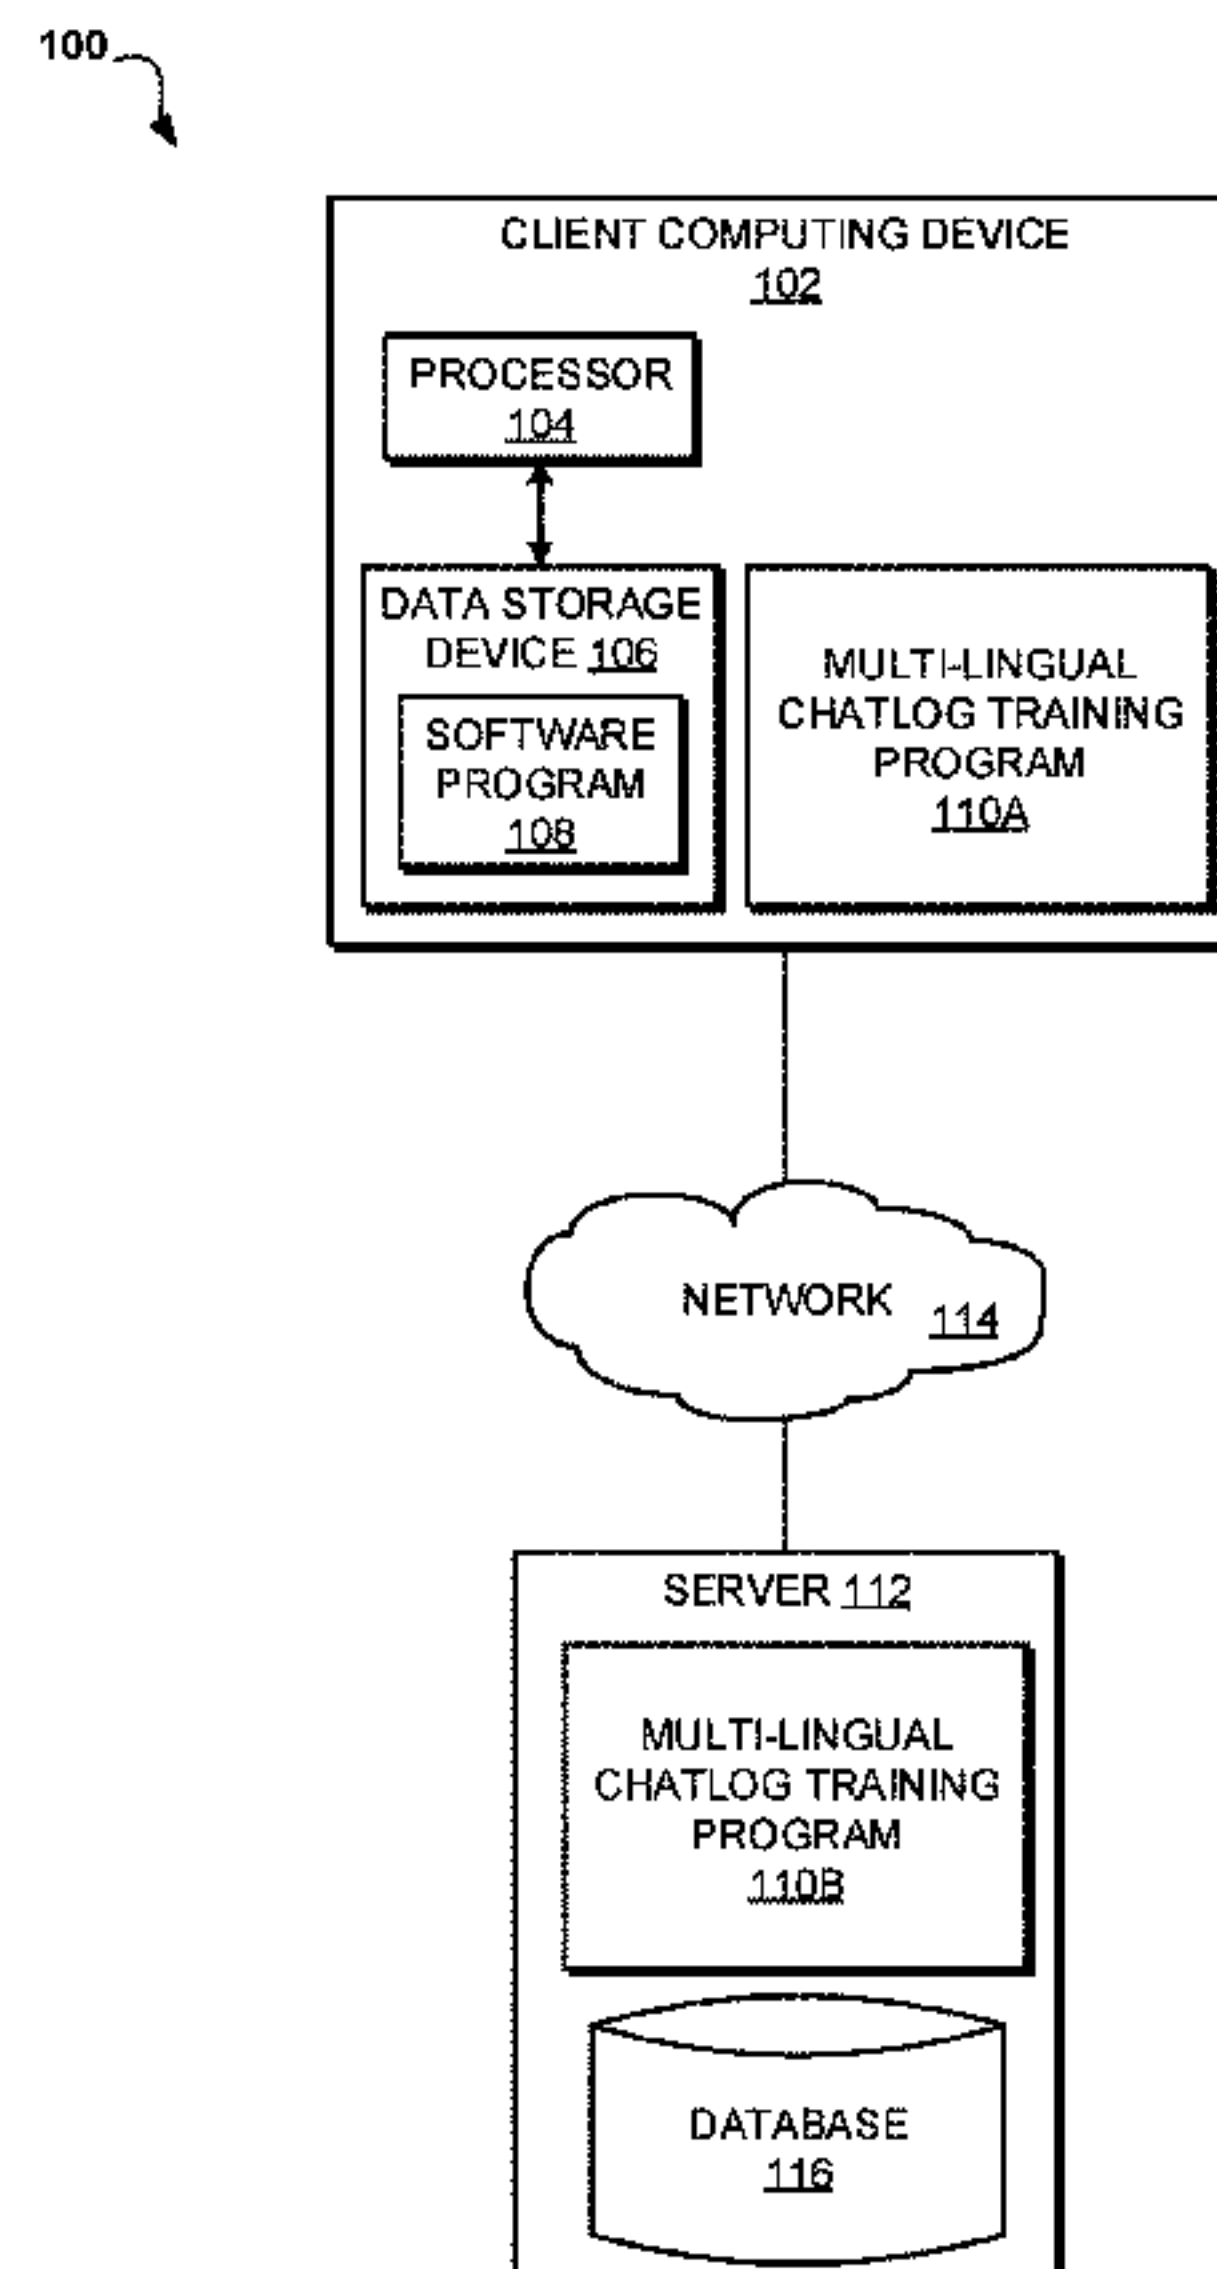 100
CLIENT COMPUTING DEVICE
102
PROCESSOR
104
DATA STORAGE
DEVICE 106
SOFTWARE
PROGRAM
108
MULTI-LINGUAL
CHATLOG TRAINING
PROGRAM
110A
NETWORK 114
SERVER 112
MULTI-LINGUAL
CHATLOG TRAINING
PROGRAM
110B
DATABASE
116